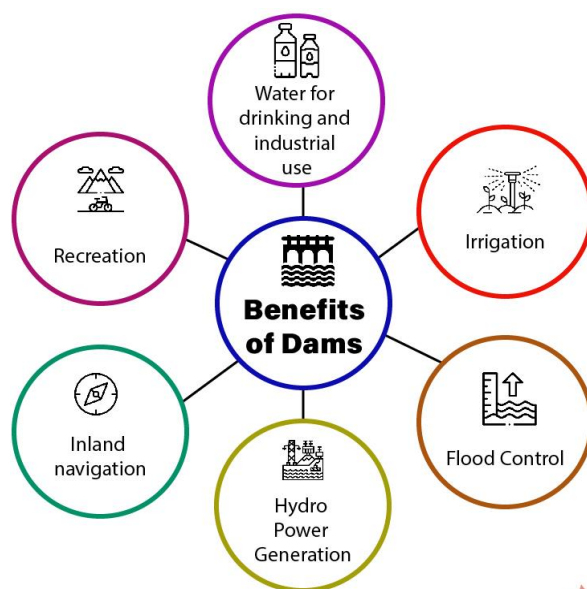 Benefits
of Dams
Water for
drinking and
industrial
use
Irrigation
Flood Control
Hydro
Power
Generation
Inland
navigation
Recreation